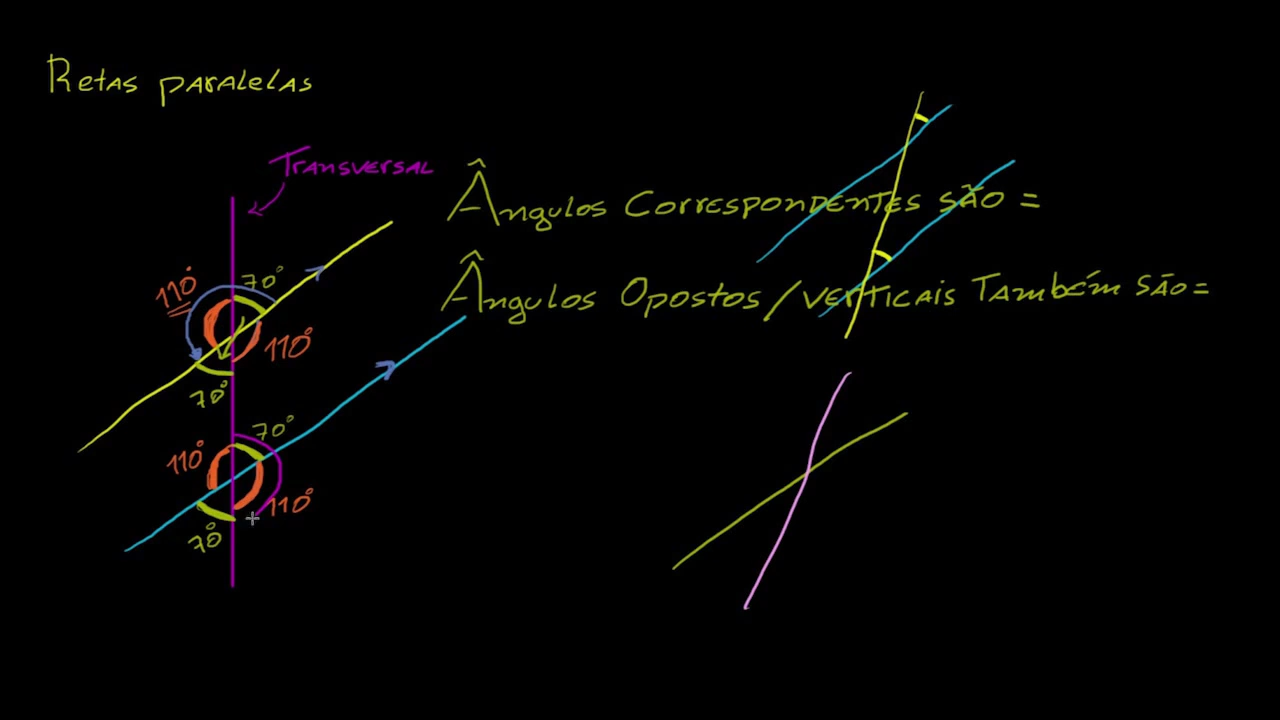 Retas paralelas
Transversal
Ângulos Correspondentes são =
Ângulos Opostos/verticais Também são =
110°
70°
110°
70°
70°
110°
110°
70°